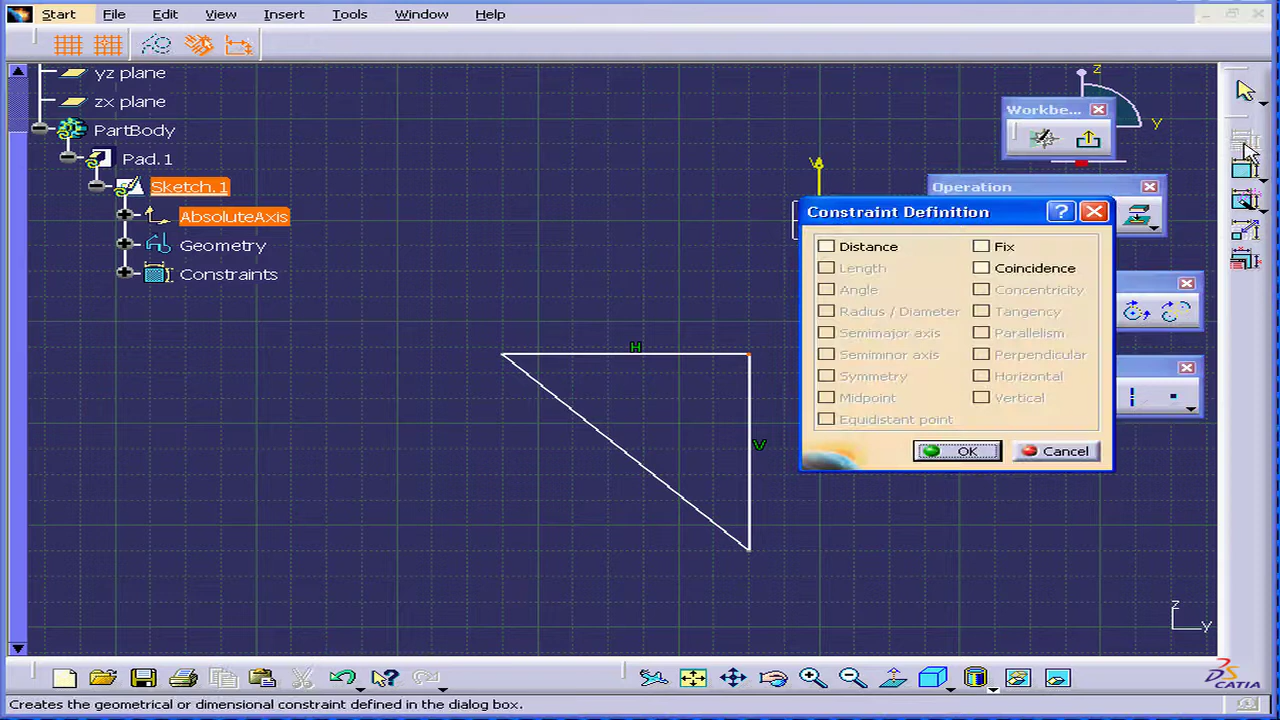 Start File Edit View Insert Tools Window Help
yz plane
zx plane
PartBody
Pad.1
Sketch.1
AbsoluteAxis
Geometry
Constraints
H
V
z
Y
Workbe...
Operation
Constraint Definition
Distance Fix
Length Coincidence
Angle Concentricity
Radius / Diameter Tangency
Semimajor axis Parallelism
Semiminor axis Perpendicular
Symmetry Horizontal
Midpoint Vertical
Equidistant point
OK Cancel
z
Y
DS CATIA
Creates the geometrical or dimensional constraint defined in the dialog box.